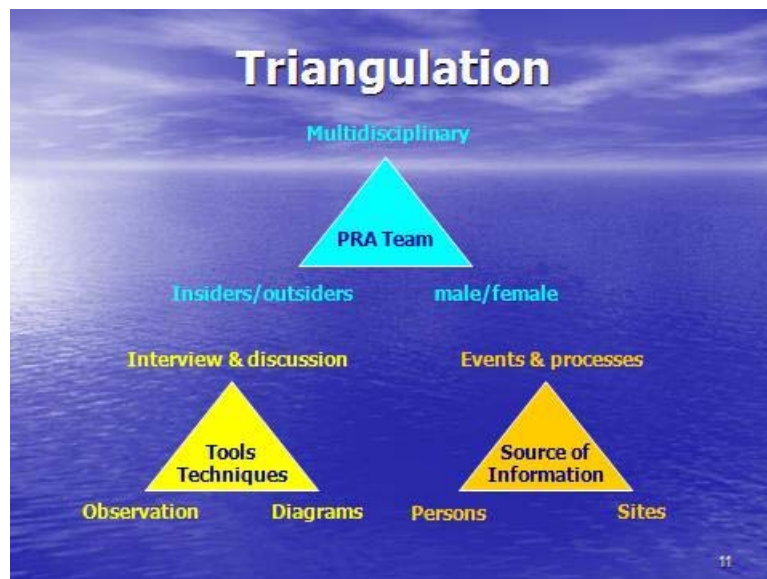 Triangulation
Multidisciplinary
PRA Team
Insiders/outsiders
male/female
Interview & discussion
Tools
Techniques
Observation
Diagrams
Events & processes
Source of
Information
Persons
Sites
11